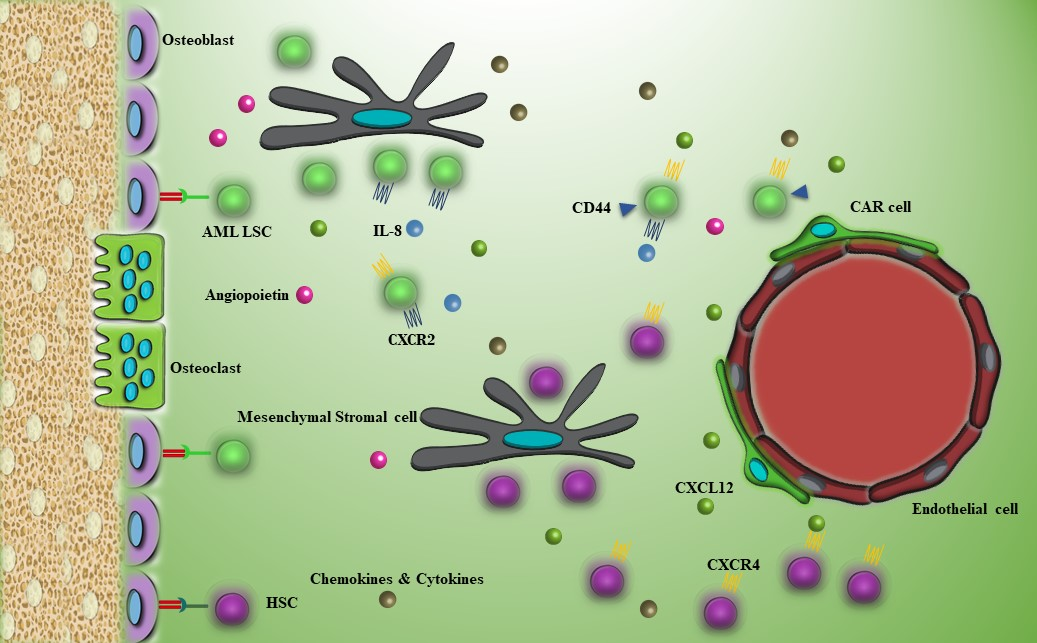 Osteoblast
CD44
CAR cell
AML LSC
IL-8
Angiopoietin
CXCR2
Osteoclast
Mesenchymal Stromal cell
CXCL12
Endothelial cell
CXCR4
Chemokines & Cytokines
HSC